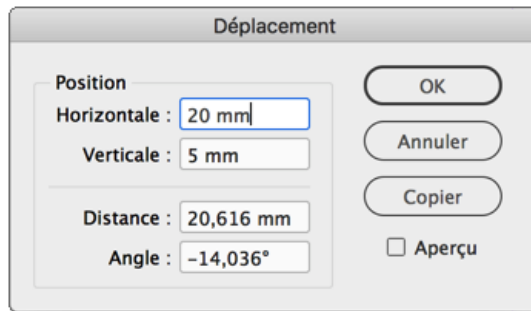 Déplacement
Position
Horizontale : 20 mm
Verticale : 5 mm
Distance : 20,616 mm
Angle : −14,036°
OK
Annuler
Copier
Aperçu